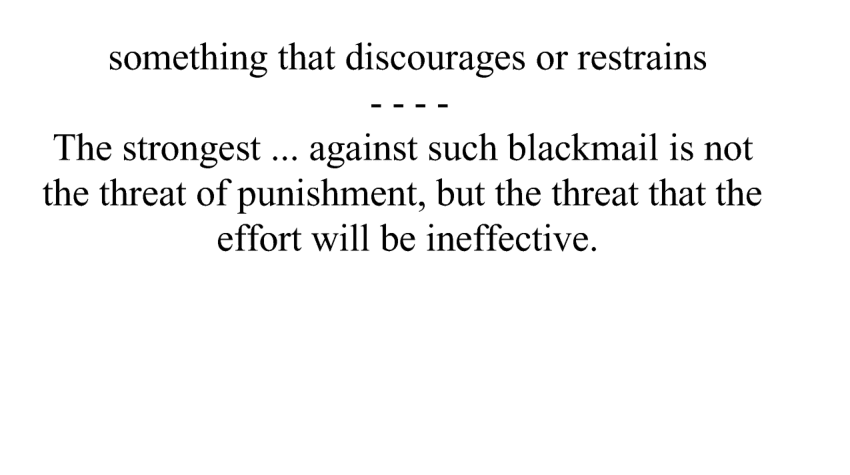 something that discourages or restrains
- - - -
The strongest ... against such blackmail is not
the threat of punishment, but the threat that the
effort will be ineffective.